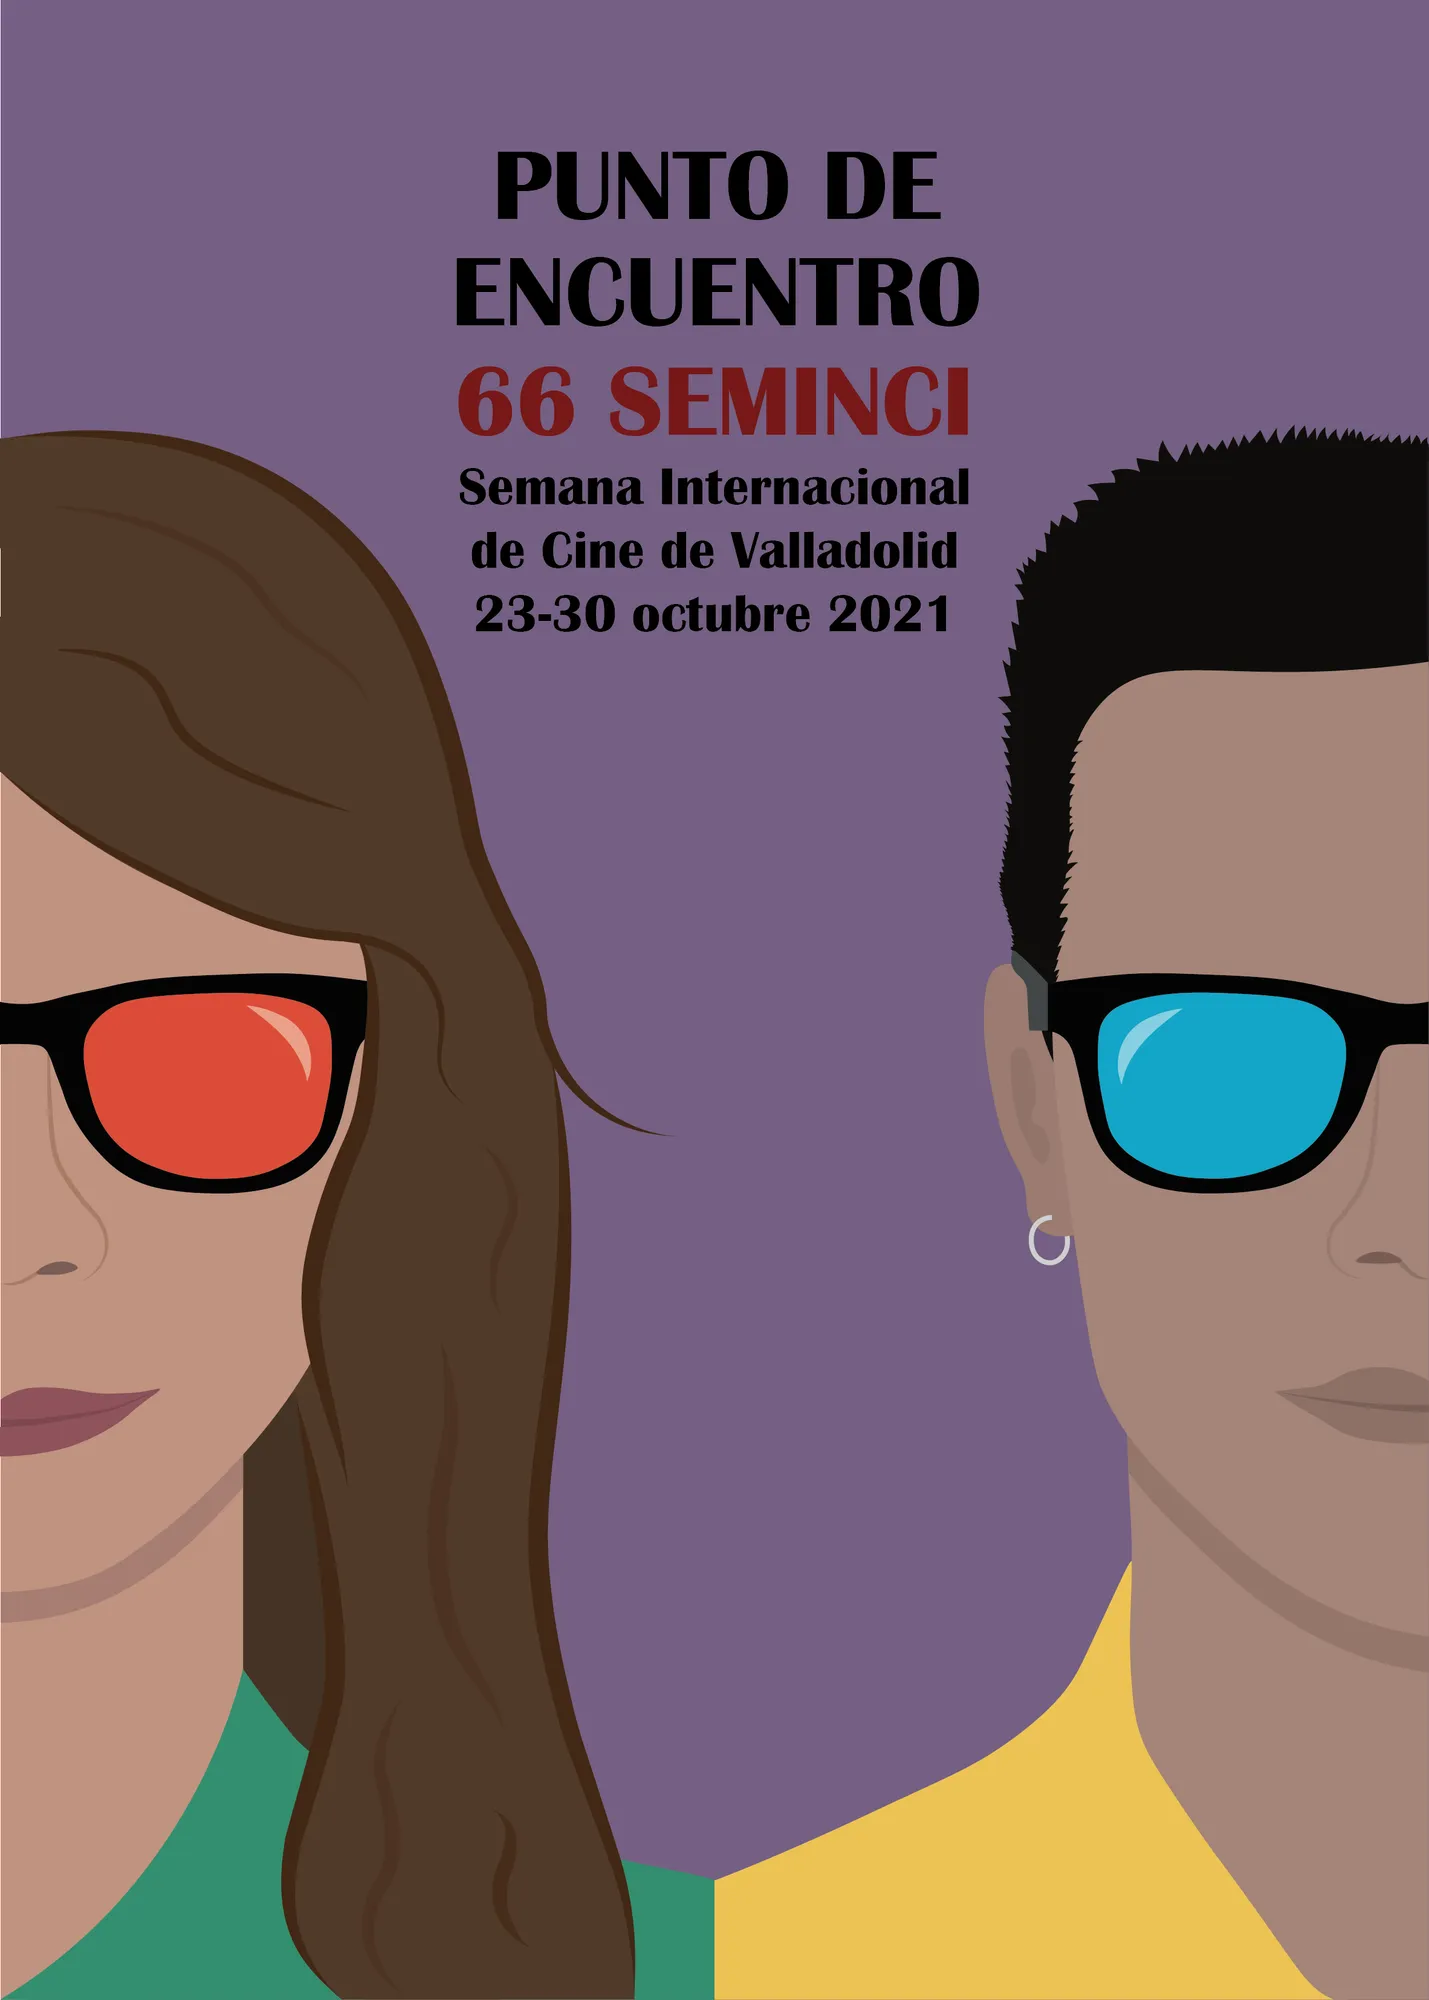 PUNTO DE
ENCUENTRO
66 SEMINCI
Semana Internacional
de Cine de Valladolid
23-30 octubre 2021